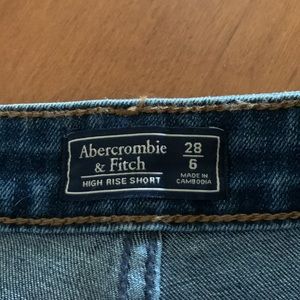 Abercrombie
& Fitch
HIGH RISE SHORT
28
6
MADE IN
CAMBODIA